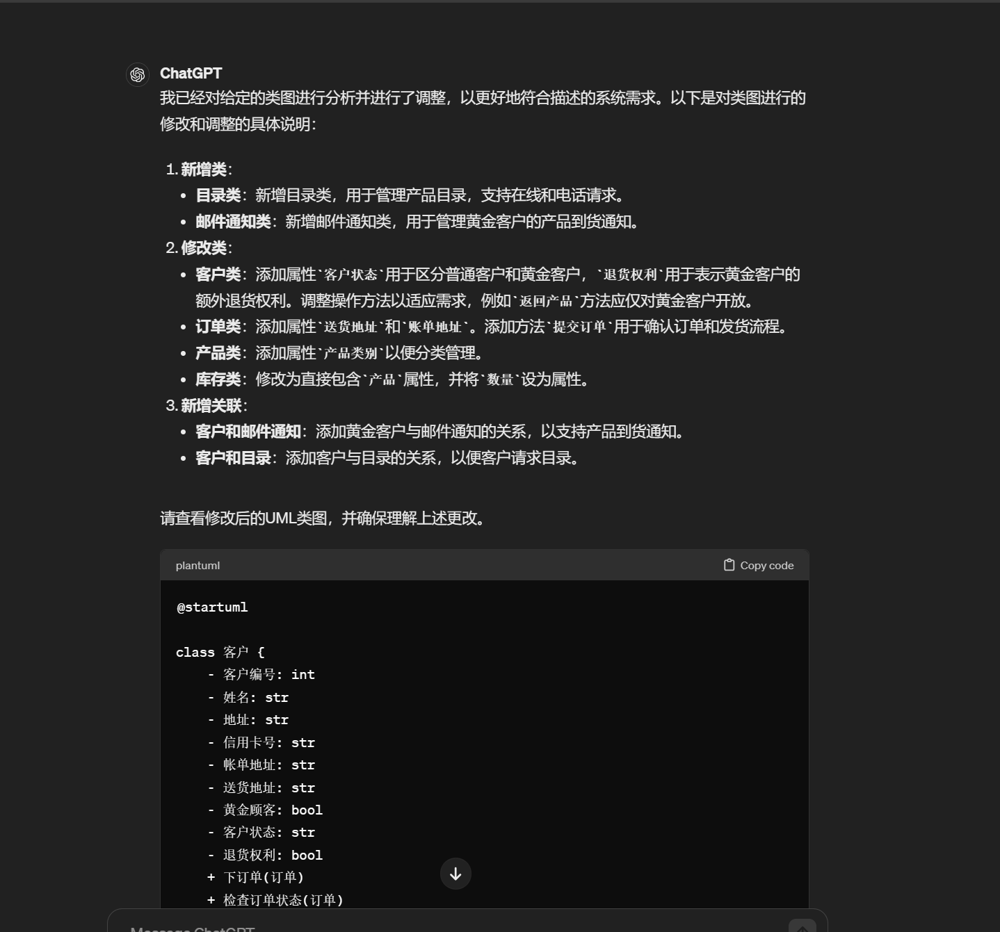 ChatGPT
我已经对给定的类图进行分析并进行了调整，以更好地符合描述的系统需求。以下是对类图进行的
修改和调整的具体说明：
1. 新增类：
• 目录类：新增目录类，用于管理产品目录，支持在线和电话请求。
• 邮件通知类：新增邮件通知类，用于管理黄金客户的产品到货通知。
2. 修改类：
• 客户类：添加属性`客户状态`用于区分普通客户和黄金客户，`退货权利`用于表示黄金客户的
额外退货权利。调整操作方法以适应需求，例如`返回产品`方法应仅对黄金客户开放。
• 订单类：添加属性`送货地址`和`账单地址`。添加方法`提交订单`用于确认订单和发货流程。
• 产品类：添加属性`产品类别`以便分类管理。
• 库存类：修改为直接包含`产品`属性，并将`数量`设为属性。
3. 新增关联：
• 客户和邮件通知：添加黄金客户与邮件通知的关系，以支持产品到货通知。
• 客户和目录：添加客户与目录的关系，以便客户请求目录。
请查看修改后的UML类图，并确保理解上述更改。
plantuml Copy code
@startuml
class 客户 {
- 客户编号: int
- 姓名: str
- 地址: str
- 信用卡号: str
- 帐单地址: str
- 送货地址: str
- 黄金顾客: bool
- 客户状态: str
- 退货权利: bool
+ 下订单(订单)
+ 检查订单状态(订单)
Message ChatGPT